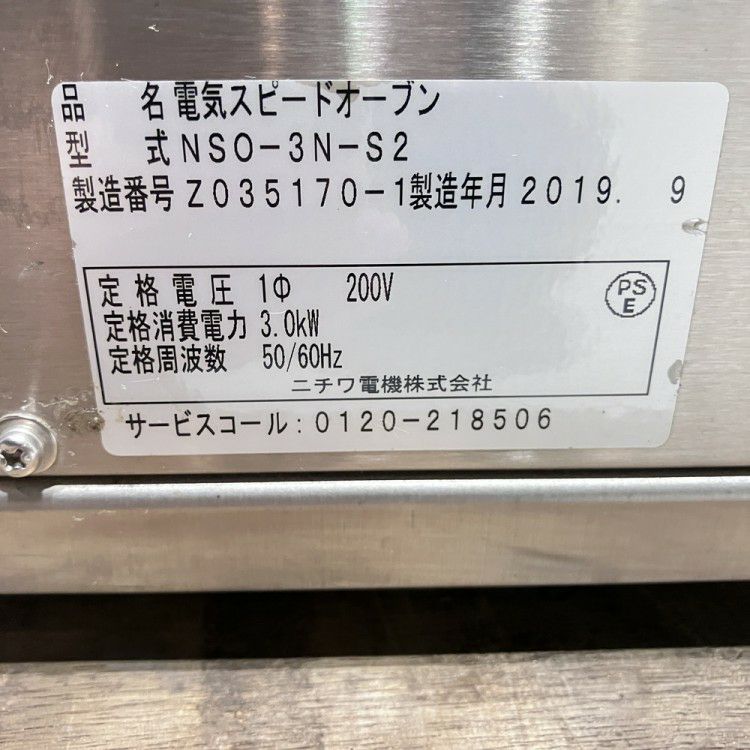 品 名 電気スピードオーブン
型 式 NSO-3N-S2
製造番号 Z035170-1 製造年月 2019. 9
定格電圧 1Φ 200V
定格消費電力 3.0kW
定格周波数 50/60Hz
PS
E
ニチワ電機株式会社
サービスコール:0120-218506